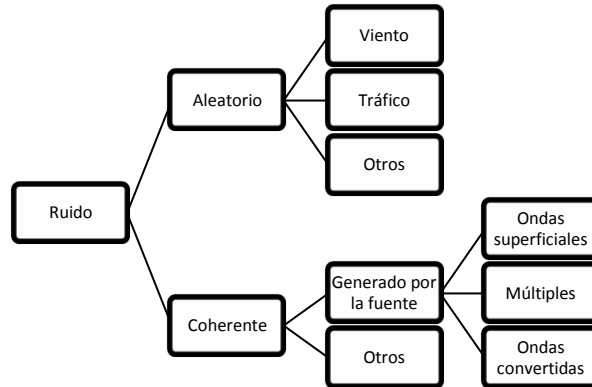 Ruido
Aleatorio
Viento
Tráfico
Otros
Coherente
Generado por
la fuente
Ondas
superficiales
Múltiples
Ondas
convertidas
Otros